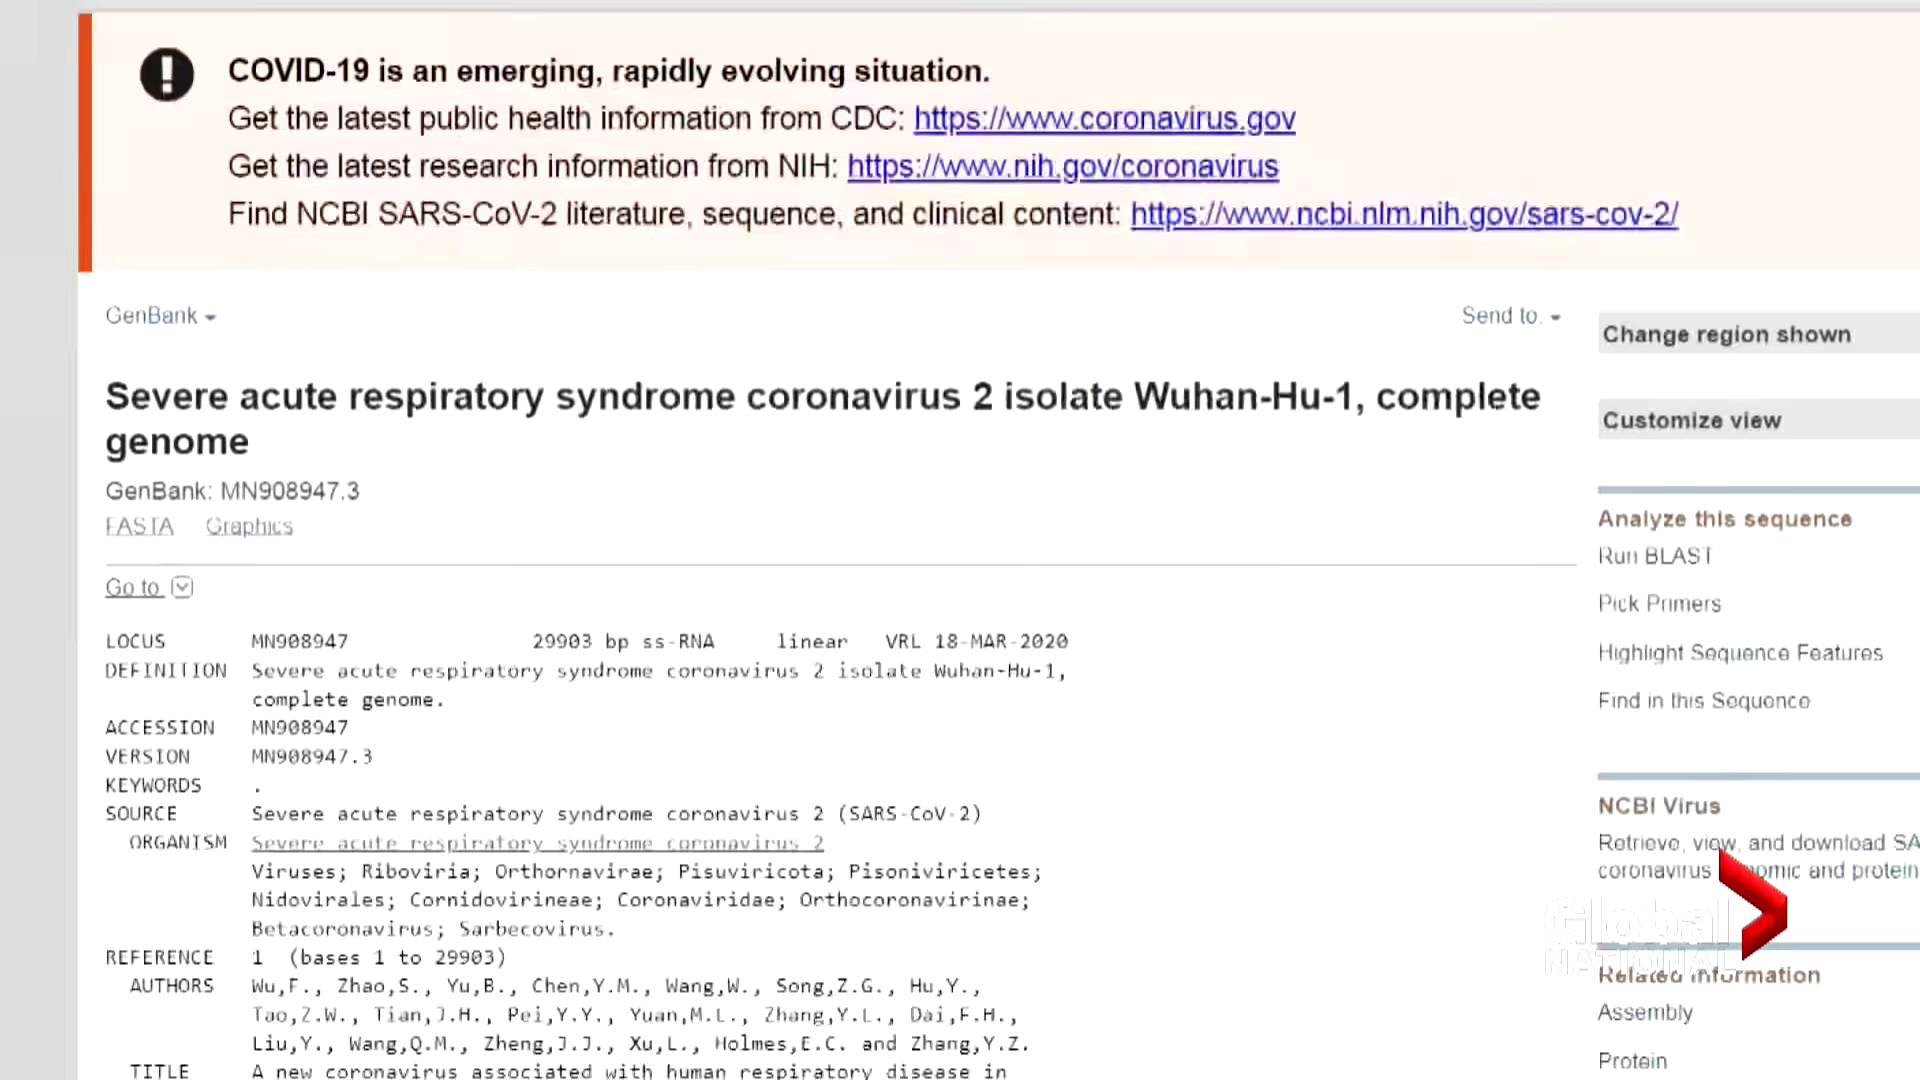 COVID-19 is an emerging, rapidly evolving situation.
Get the latest public health information from CDC: https://www.coronavirus.gov
Get the latest research information from NIH: https://www.nih.gov/coronavirus
Find NCBI SARS-CoV-2 literature, sequence, and clinical content: https://www.ncbi.nlm.nih.gov/sars-cov-2/
GenBank
Send to:
Severe acute respiratory syndrome coronavirus 2 isolate Wuhan-Hu-1, complete
genome
GenBank: MN908947.3
FASTA Graphics
Go to:
LOCUS MN908947 29903 bp ss-RNA linear VRL 18-MAR-2020
DEFINITION Severe acute respiratory syndrome coronavirus 2 isolate Wuhan-Hu-1,
complete genome.
ACCESSION MN908947
VERSION MN908947.3
KEYWORDS .
SOURCE Severe acute respiratory syndrome coronavirus 2 (SARS-CoV-2)
ORGANISM Severe acute respiratory syndrome coronavirus 2
Viruses; Riboviria; Orthornavirae; Pisuviricota; Pisoniviricetes;
Nidovirales; Cornidovirineae; Coronaviridae; Orthocoronavirinae;
Betacoronavirus; Sarbecovirus.
REFERENCE 1 (bases 1 to 29903)
AUTHORS Wu,F., Zhao,S., Yu,B., Chen,Y.M., Wang,W., Song,Z.G., Hu,Y.,
Tao,Z.W., Tian,J.H., Pei,Y.Y., Yuan,M.L., Zhang,Y.L., Dai,F.H.,
Liu,Y., Wang,Q.M., Zheng,J.J., Xu,L., Holmes,E.C. and Zhang,Y.Z.
TITLE A new coronavirus associated with human respiratory disease in
Change region shown
Customize view
Analyze this sequence
Run BLAST
Pick Primers
Highlight Sequence Features
Find in this Sequence
NCBI Virus
Retrieve, view, and download SA
coronavirus and protein
Global
NATIONAL
Related information
Assembly
Protein